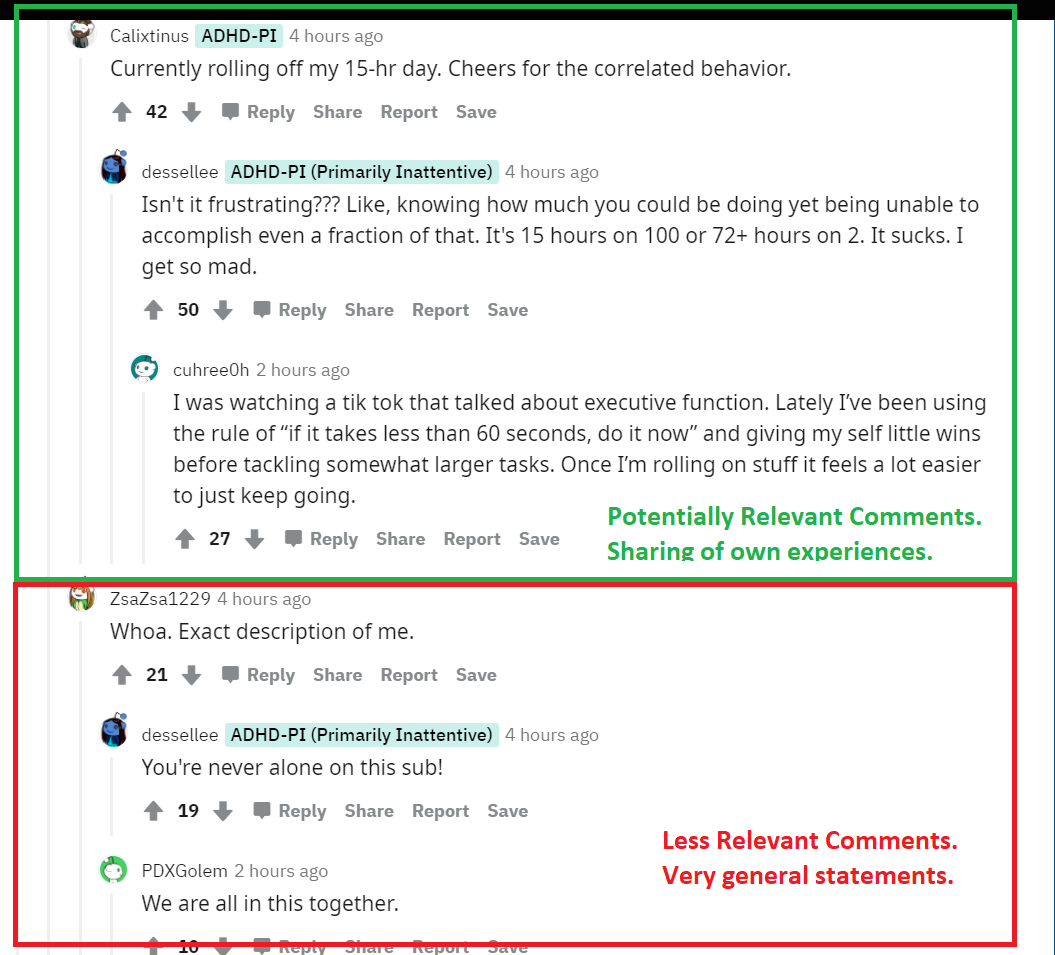 Calixtinus ADHD-PI 4 hours ago
Currently rolling off my 15-hr day. Cheers for the correlated behavior.
42 Reply Share Report Save
dessellee ADHD-PI (Primarily Inattentive) 4 hours ago
Isn't it frustrating??? Like, knowing how much you could be doing yet being unable to
accomplish even a fraction of that. It's 15 hours on 100 or 72+ hours on 2. It sucks. I
get so mad.
50 Reply Share Report Save
cuhree0h 2 hours ago
I was watching a tik tok that talked about executive function. Lately I’ve been using
the rule of “if it takes less than 60 seconds, do it now” and giving my self little wins
before tackling somewhat larger tasks. Once I’m rolling on stuff it feels a lot easier
to just keep going.
Potentially Relevant Comments.
27 Reply Share Report Save
Sharing of own experiences.
ZsaZsa1229 4 hours ago
Whoa. Exact description of me.
21 Reply Share Report Save
dessellee ADHD-PI (Primarily Inattentive) 4 hours ago
You're never alone on this sub!
19 Reply Share Report Save
Less Relevant Comments.
Very general statements.
PDXGolem 2 hours ago
We are all in this together.
10 Reply Share Report Save